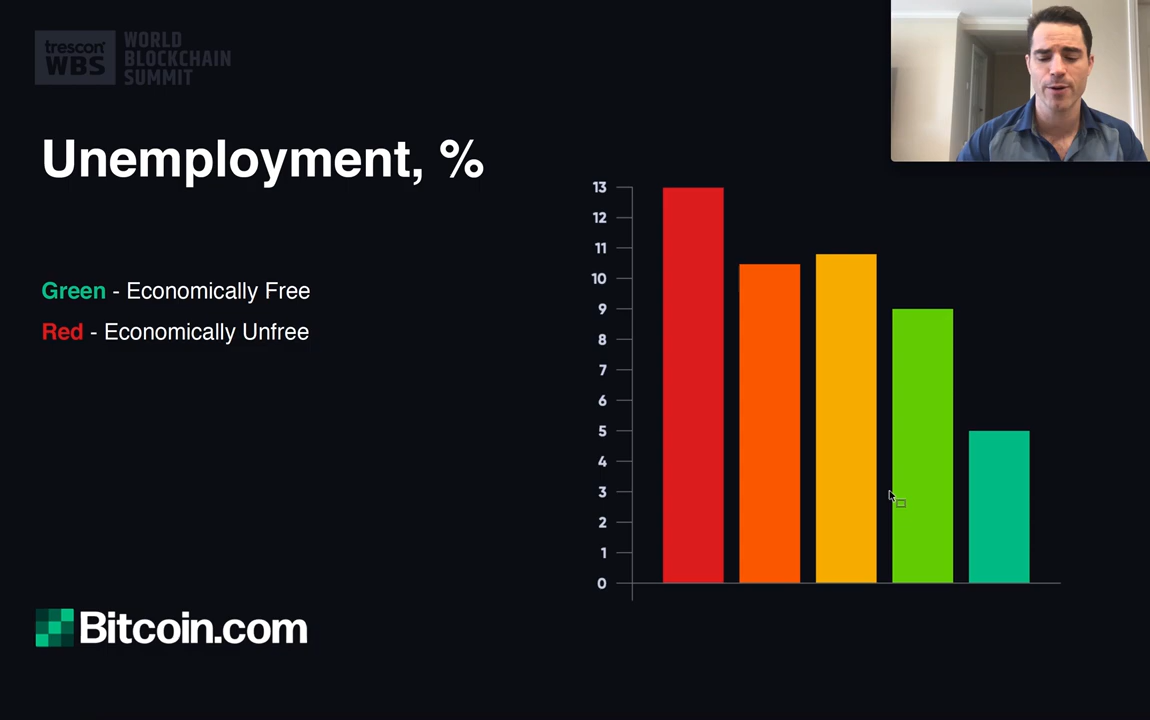 trescon
WBS
WORLD
BLOCKCHAIN
SUMMIT
Unemployment, %
Green - Economically Free
Red - Economically Unfree
13
12
11
10
9
8
7
6
5
4
3
2
1
0
Bitcoin.com